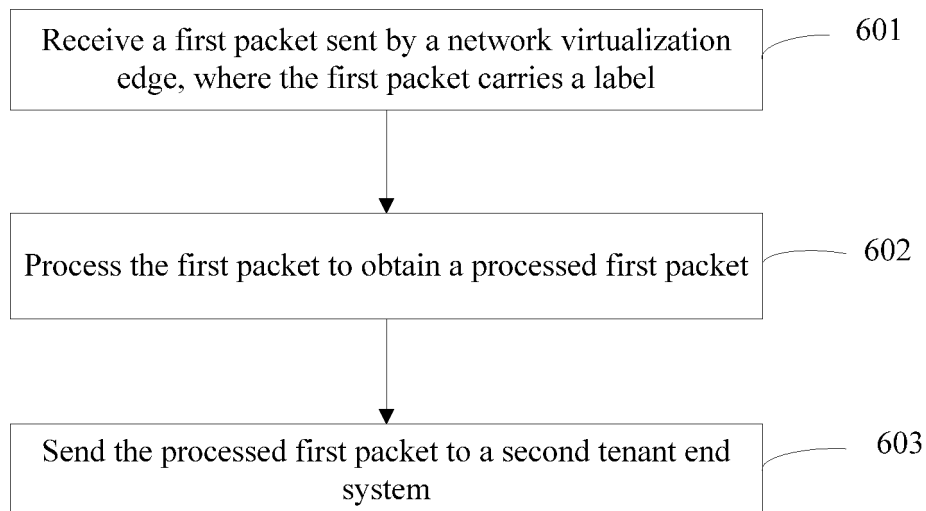 Receive a first packet sent by a network virtualization
edge, where the first packet carries a label
601
Process the first packet to obtain a processed first packet
602
Send the processed first packet to a second tenant end
system
603